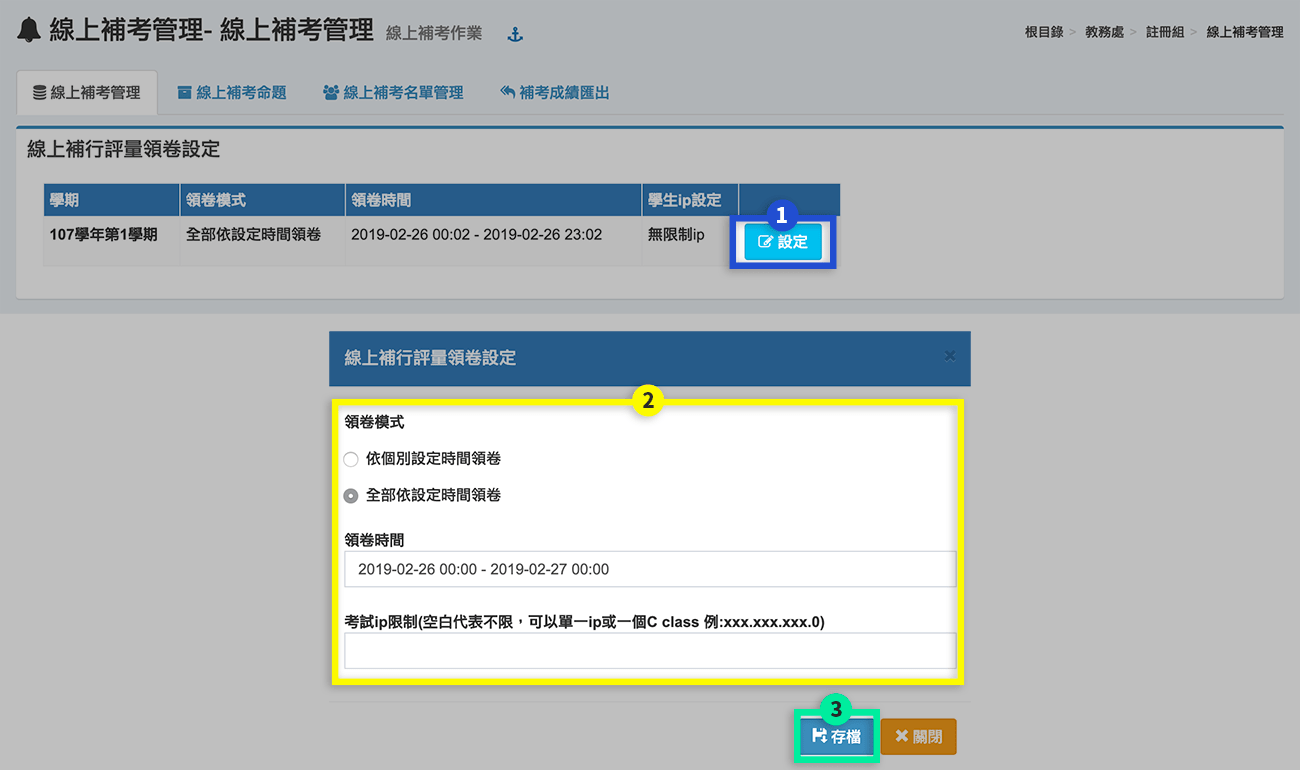 線上補考管理- 線上補考管理 線上補考作業
根目錄 > 教務處 > 註冊組 > 線上補考管理
線上補考管理 線上補考命題 線上補考名單管理 補考成績匯出
線上補行評量領卷設定
學期 領卷模式 領卷時間 學生ip設定
1
107學年第1學期 全部依設定時間領卷 2019-02-26 00:02 - 2019-02-26 23:02 無限制ip 設定
線上補行評量領卷設定 ×
2
領卷模式
依個別設定時間領卷
全部依設定時間領卷
領卷時間
2019-02-26 00:00 - 2019-02-27 00:00
考試ip限制(空白代表不限，可以單一ip或一個C class 例:xxx.xxx.xxx.0)
3
存檔 關閉